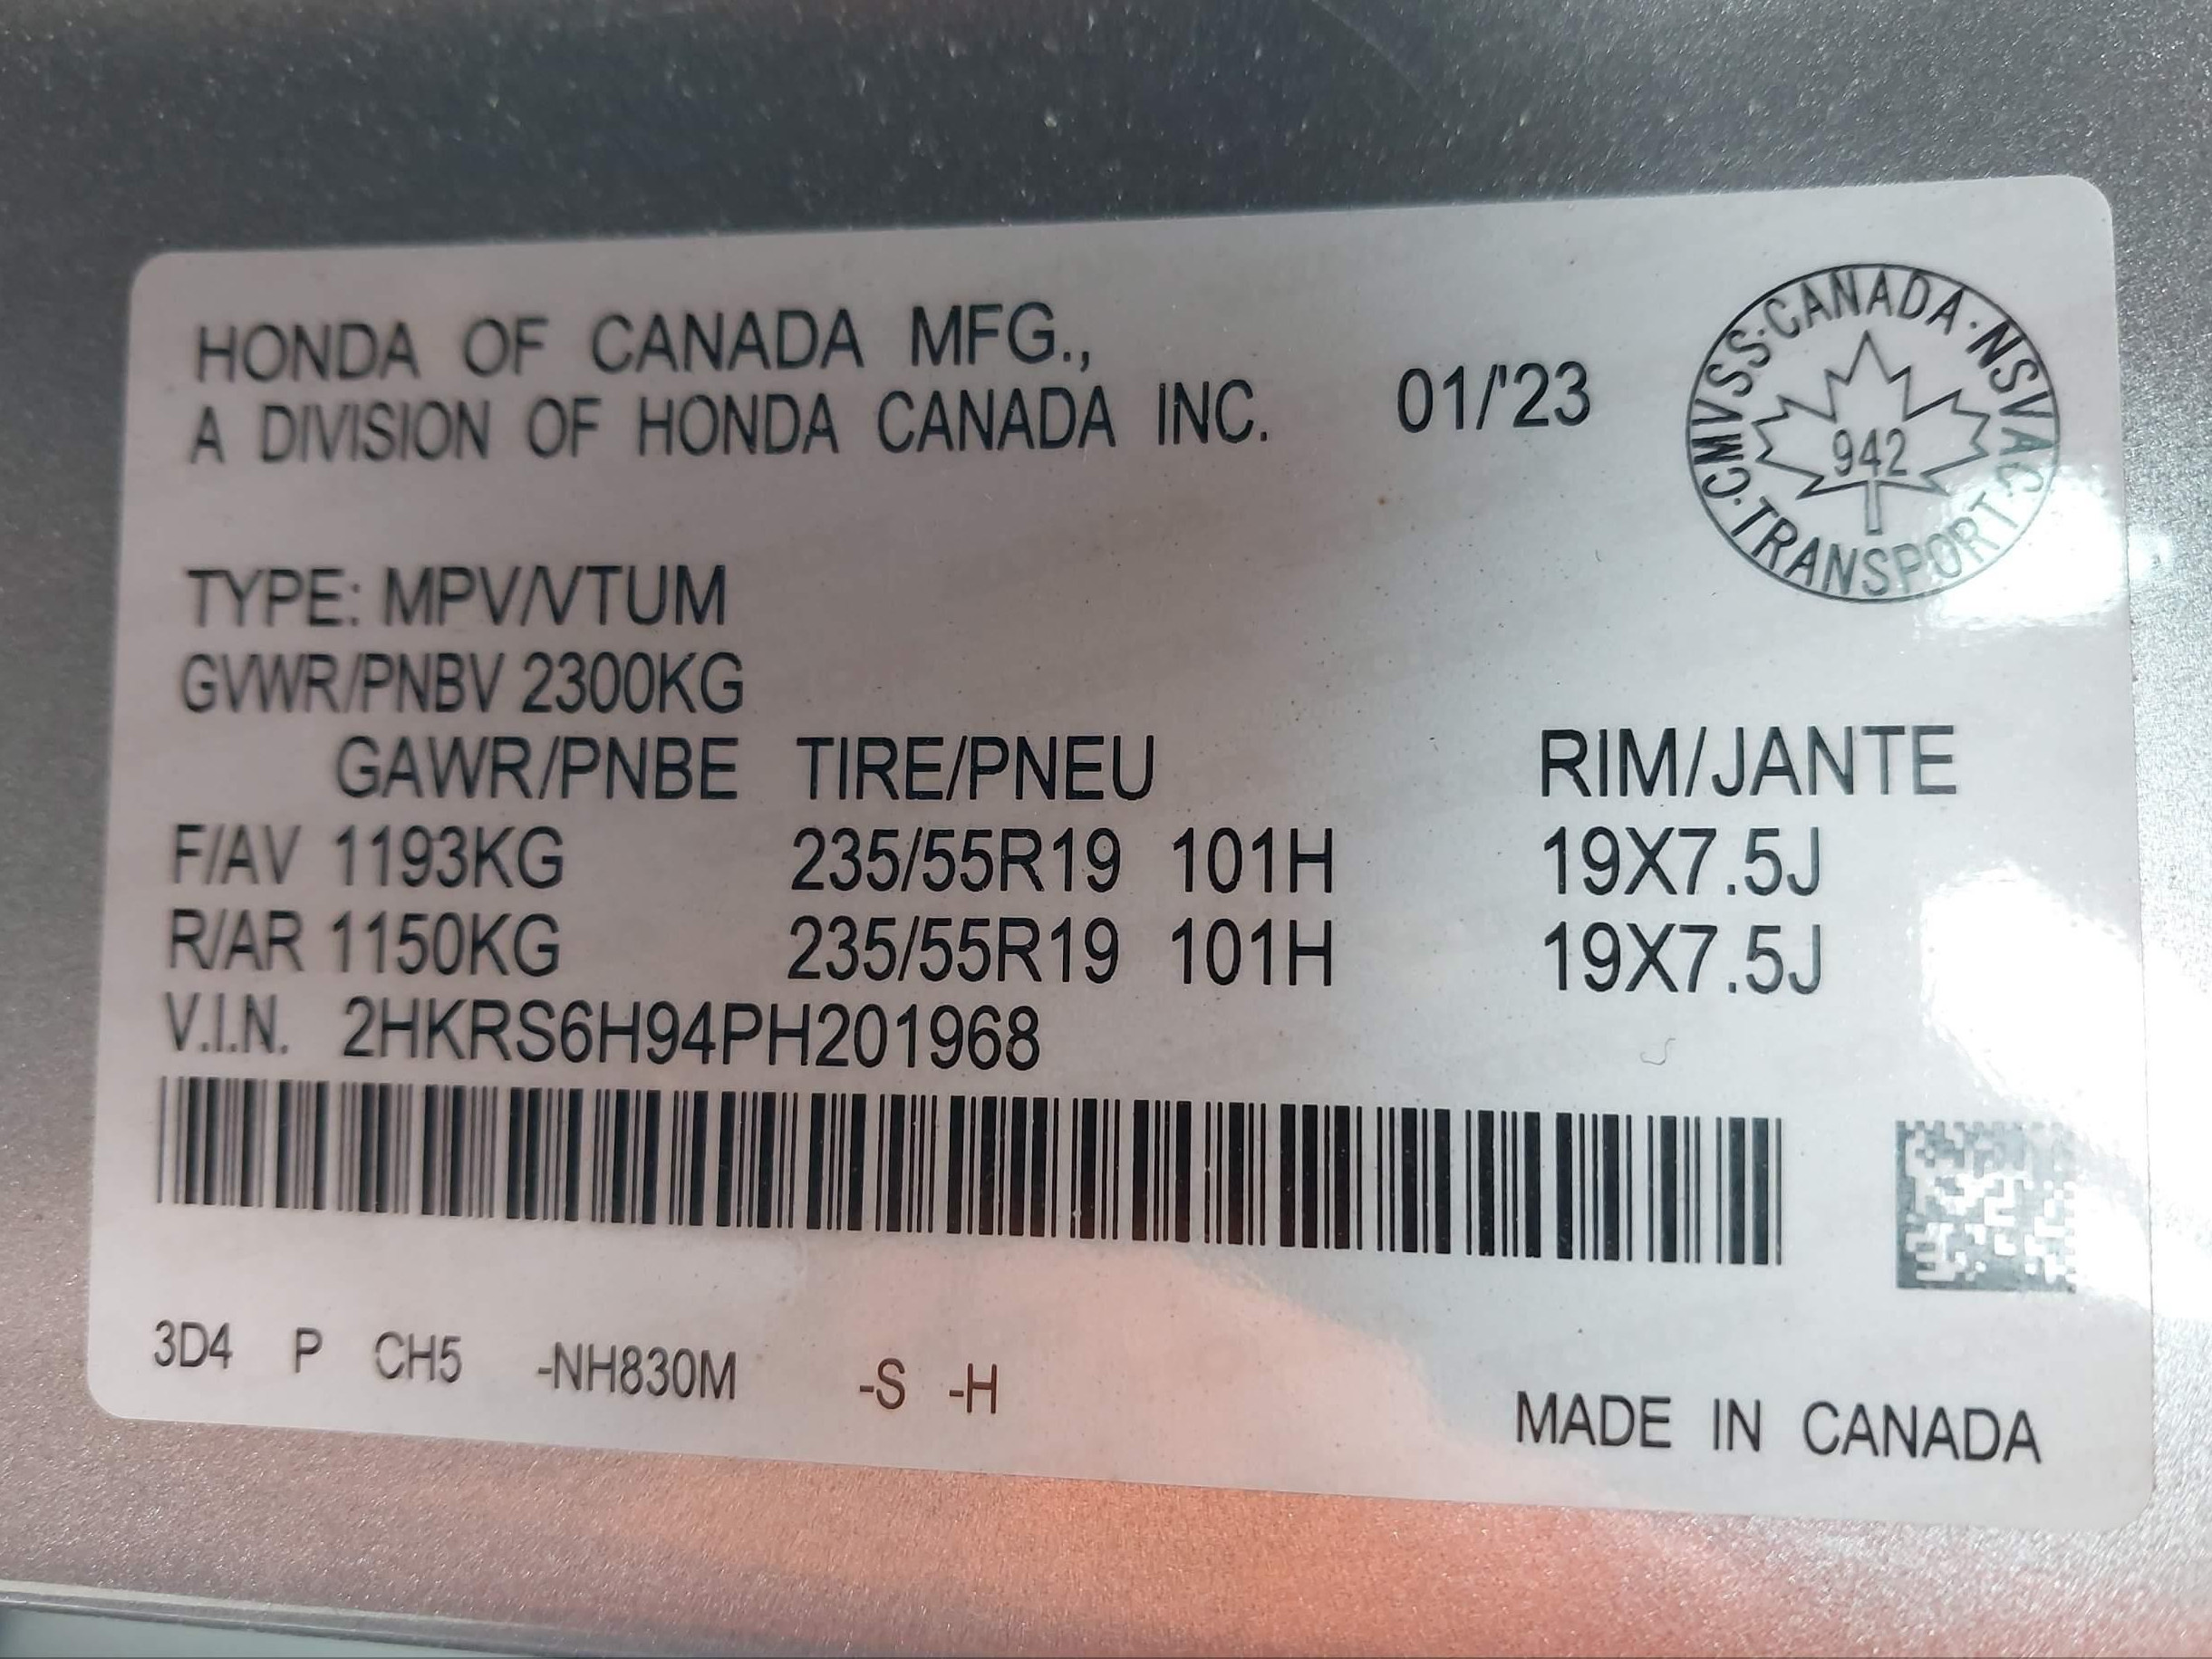 HONDA OF CANADA MFG.,
A DIVISION OF HONDA CANADA INC.
01/'23
CMVSS·CANADA·NSVAC·TRANSPORT·
942
TYPE: MPV/VTUM
GVWR/PNBV 2300KG
GAWR/PNBE TIRE/PNEU RIM/JANTE
F/AV 1193KG 235/55R19 101H 19X7.5J
R/AR 1150KG 235/55R19 101H 19X7.5J
V.I.N. 2HKRS6H94PH201968
3D4 P CH5 -NH830M -S -H
MADE IN CANADA